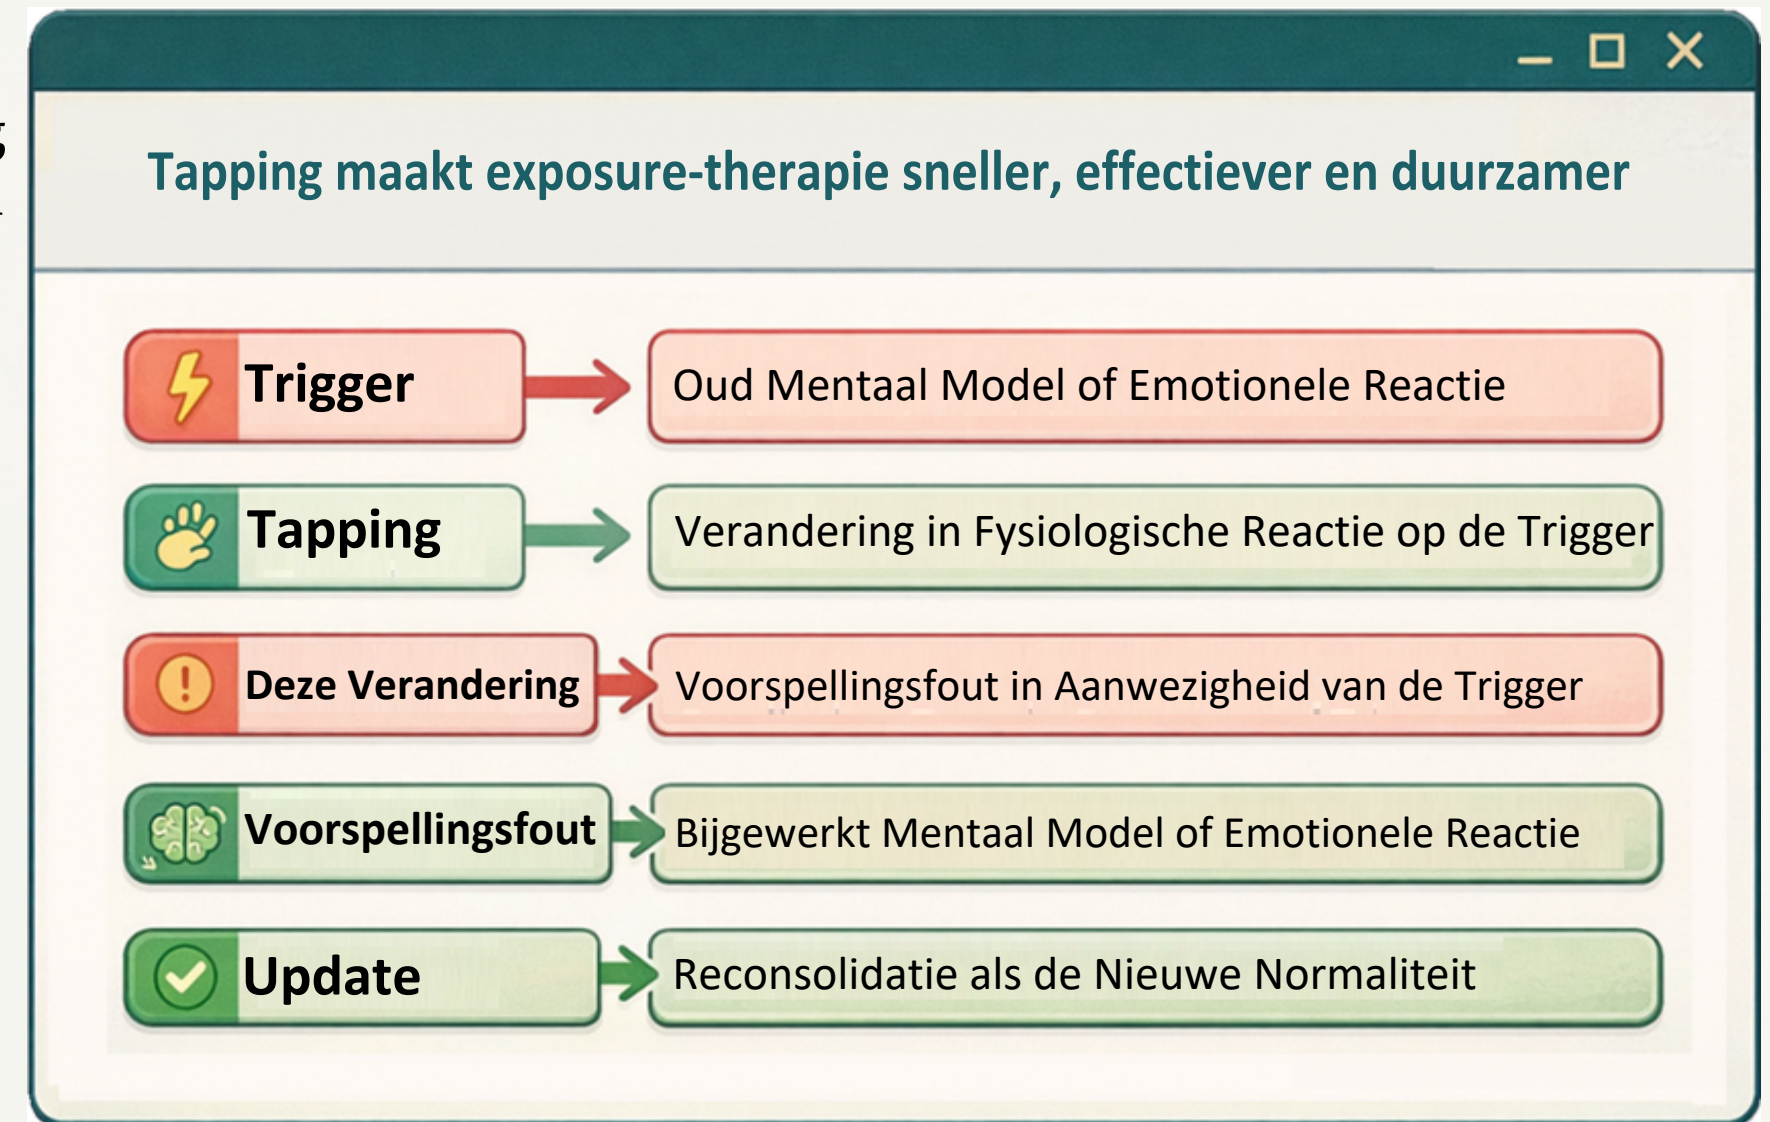 Tapping maakt exposure-therapie sneller, effectiever en duurzamer
Trigger
Oud Mentaal Model of Emotionele Reactie
Tapping
Verandering in Fysiologische Reactie op de Trigger
Deze Verandering
Voorspellingsfout in Aanwezigheid van de Trigger
Voorspellingsfout
Bijgewerkt Mentaal Model of Emotionele Reactie
Update
Reconsolidatie als de Nieuwe Normaliteit